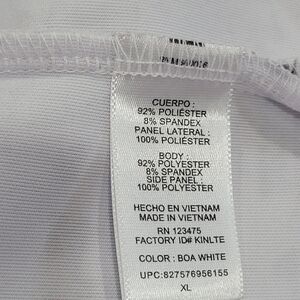 CUERPO :
92% POLIÉSTER
8% SPANDEX
PANEL LATERAL :
100% POLIÉSTER
BODY :
92% POLYESTER
8% SPANDEX
SIDE PANEL :
100% POLYESTER
HECHO EN VIETNAM
MADE IN VIETNAM
RN 123475
FACTORY ID# KINLTE
COLOR : BOA WHITE
UPC:827576956155
XL